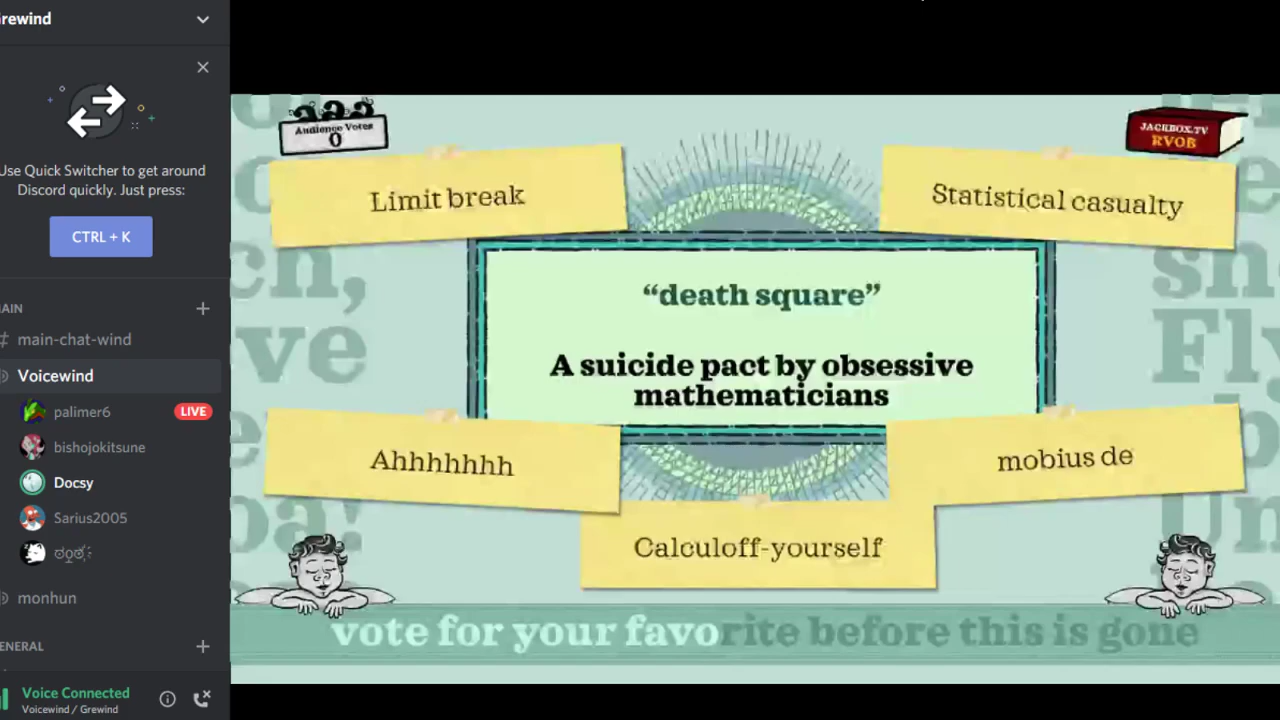 rewind
Use Quick Switcher to get around
Discord quickly. Just press:
CTRL + K
MAIN
main-chat-wind
Voicewind
palimer6
LIVE
bishojokitsune
Docsy
Sarius2005
monhun
GENERAL
Voice Connected
Voicewind / Grewind
Audience Votes
0
JACKBOX.TV
RVOB
Limit break
Statistical casualty
“death square”
A suicide pact by obsessive
mathematicians
Ahhhhhhh
mobius de
Calculoff-yourself
vote for your favorite before this is gone